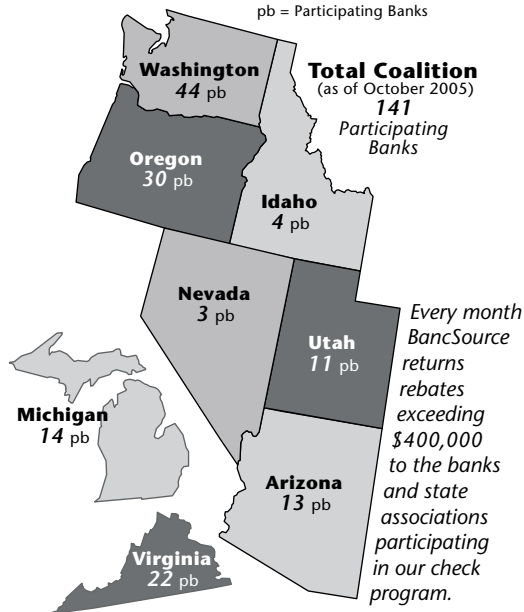 pb = Participating Banks
Washington
44 pb
Total Coalition
(as of October 2005)
141
Participating
Banks
Oregon
30 pb
Idaho
4 pb
Nevada
3 pb
Utah
11 pb
Every month
BancSource
returns
rebates
exceeding
$400,000
to the banks
and state
associations
participating
in our check
program.
Michigan
14 pb
Arizona
13 pb
Virginia
22 pb